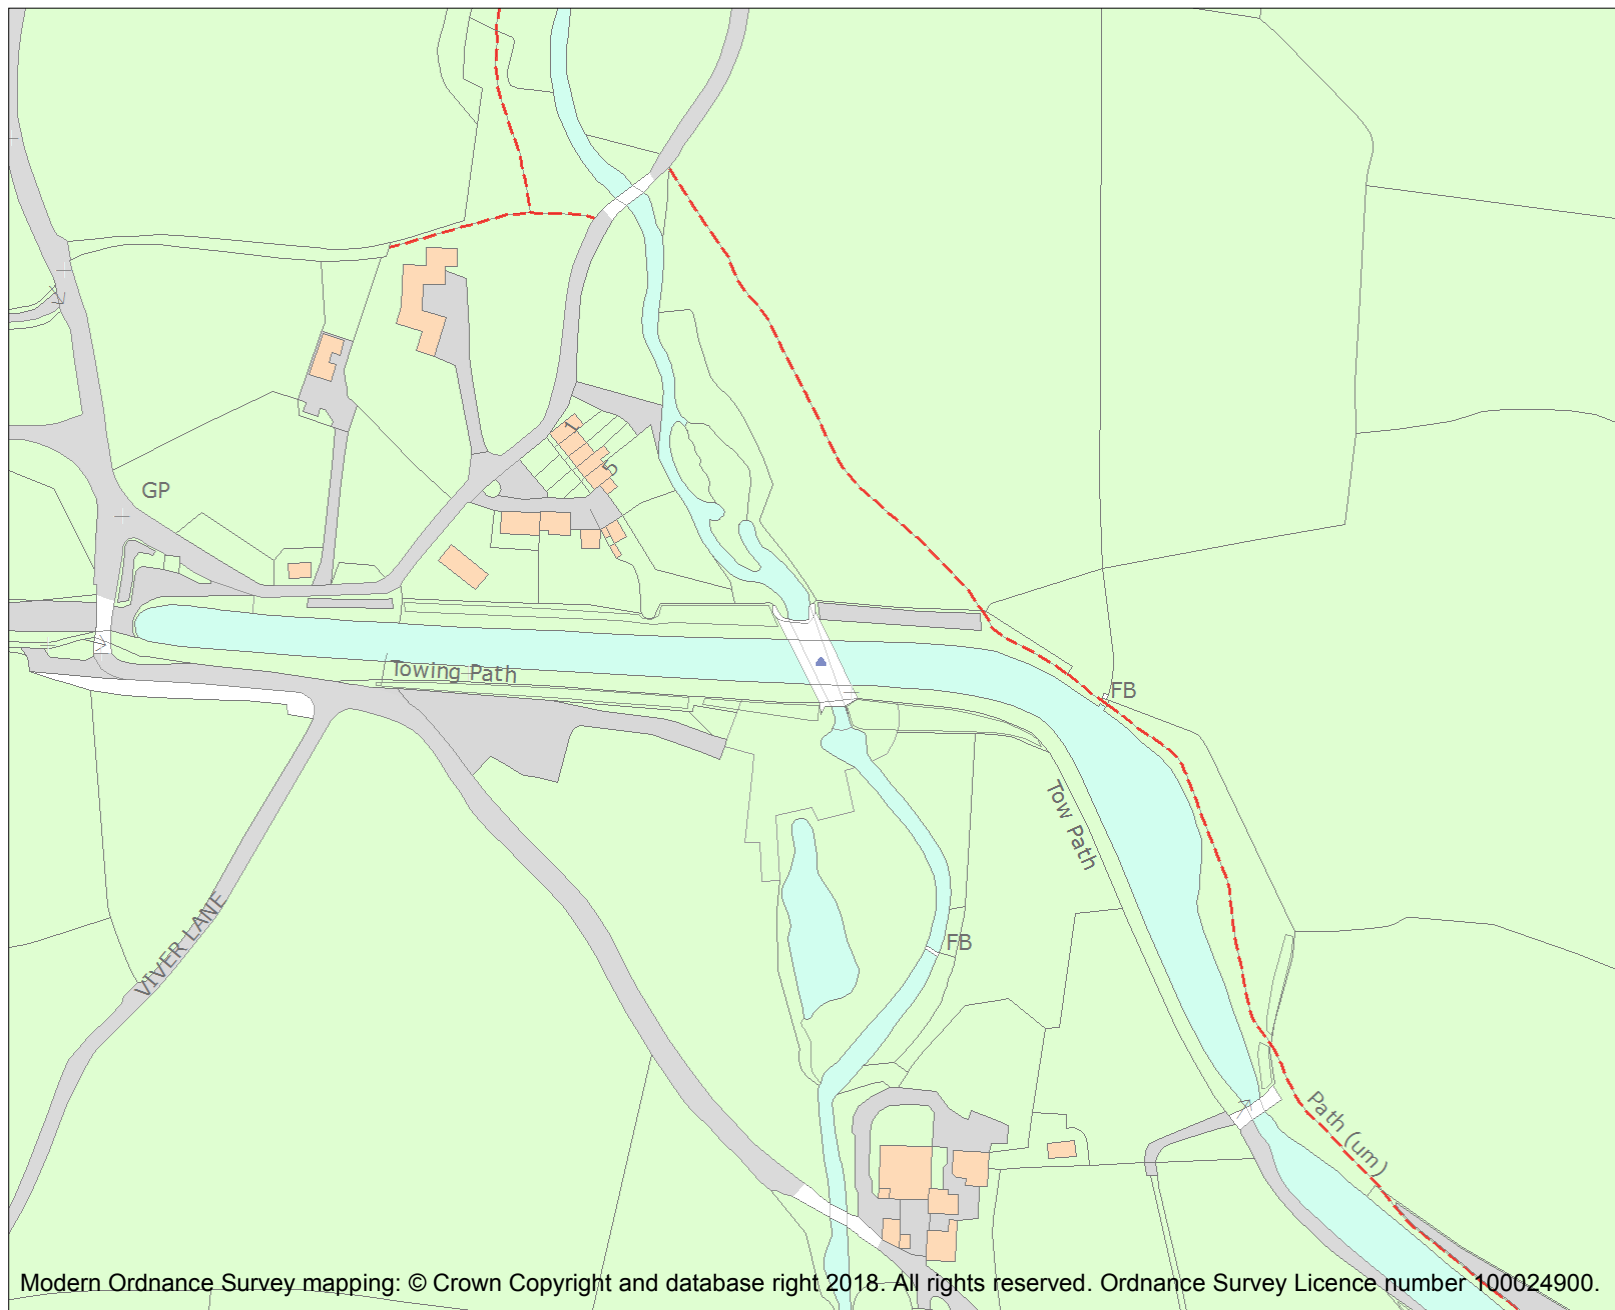 1
5
GP
Towing Path
FB
Tow Path
VIVER LANE
FB
Path (um)
Modern Ordnance Survey mapping: © Crown Copyright and database right 2018. All rights reserved. Ordnance Survey Licence number 100024900.